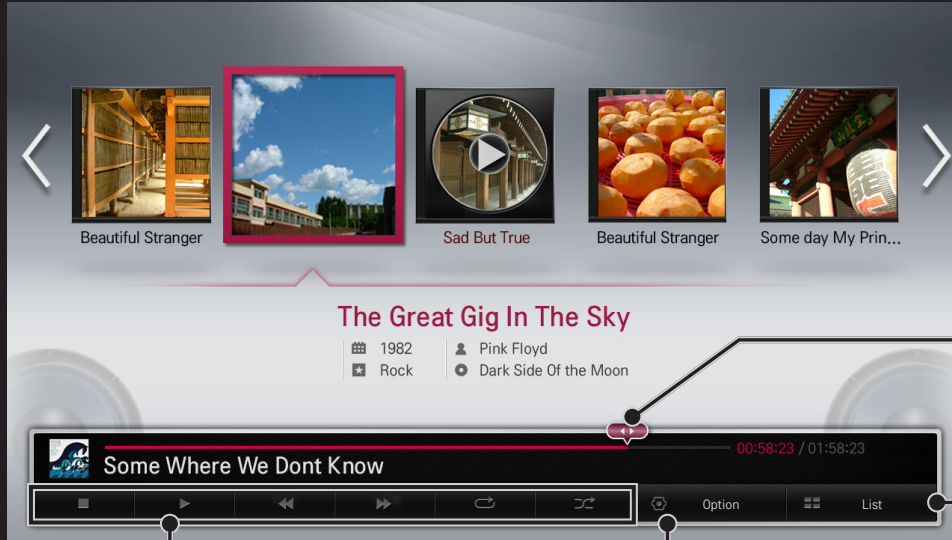 Beautiful Stranger
Sad But True
Beautiful Stranger
Some day My Prin...
The Great Gig In The Sky
1982
Pink Floyd
Rock
Dark Side Of the Moon
00:58:23 / 01:58:23
Some Where We Dont Know
Option
List